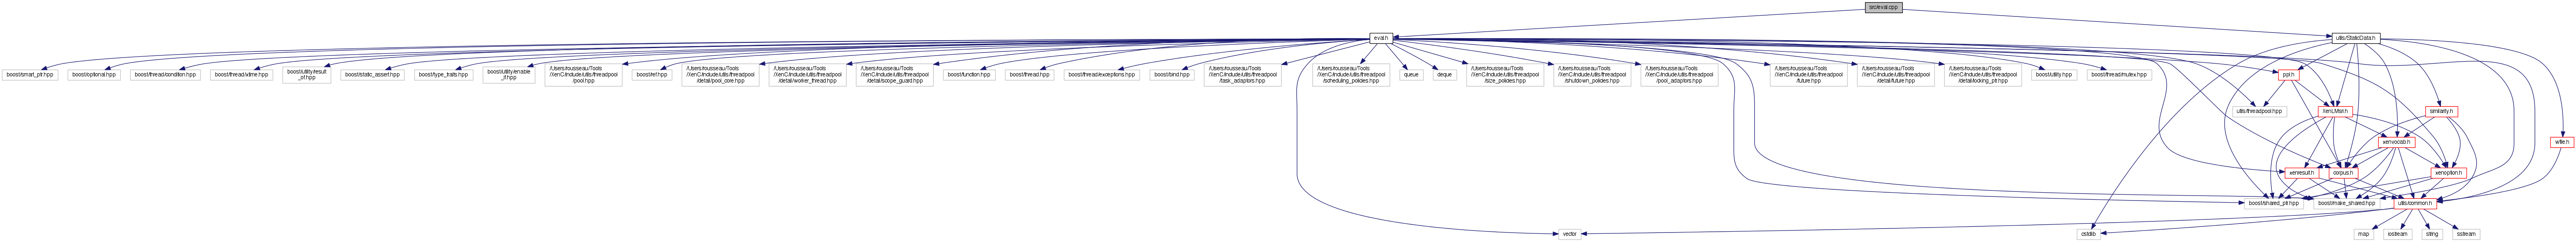 src/eval.cpp
eval.h
utils/StaticData.h
boost/smart_ptr.hpp
boost/optional.hpp
boost/thread/condition.hpp
boost/thread/xtime.hpp
boost/utility/result
_of.hpp
boost/static_assert.hpp
boost/type_traits.hpp
boost/utility/enable
_if.hpp
/Users/rousseau/Tools
/XenC/include/utils/threadpool
/pool.hpp
boost/ref.hpp
/Users/rousseau/Tools
/XenC/include/utils/threadpool
/detail/pool_core.hpp
/Users/rousseau/Tools
/XenC/include/utils/threadpool
/detail/worker_thread.hpp
/Users/rousseau/Tools
/XenC/include/utils/threadpool
/detail/scope_guard.hpp
boost/function.hpp
boost/thread.hpp
boost/thread/exceptions.hpp
boost/bind.hpp
/Users/rousseau/Tools
/XenC/include/utils/threadpool
/task_adaptors.hpp
/Users/rousseau/Tools
/XenC/include/utils/threadpool
/scheduling_policies.hpp
queue
deque
/Users/rousseau/Tools
/XenC/include/utils/threadpool
/size_policies.hpp
/Users/rousseau/Tools
/XenC/include/utils/threadpool
/shutdown_policies.hpp
/Users/rousseau/Tools
/XenC/include/utils/threadpool
/pool_adaptors.hpp
/Users/rousseau/Tools
/XenC/include/utils/threadpool
/future.hpp
/Users/rousseau/Tools
/XenC/include/utils/threadpool
/detail/future.hpp
/Users/rousseau/Tools
/XenC/include/utils/threadpool
/detail/locking_ptr.hpp
boost/utility.hpp
boost/thread/mutex.hpp
ppl.h
utils/threadpool.hpp
XenLMsri.h
similarity.h
xenvocab.h
wfile.h
xenresult.h
corpus.h
xenoption.h
boost/shared_ptr.hpp
boost/make_shared.hpp
utils/common.h
vector
cstdlib
map
iostream
string
sstream